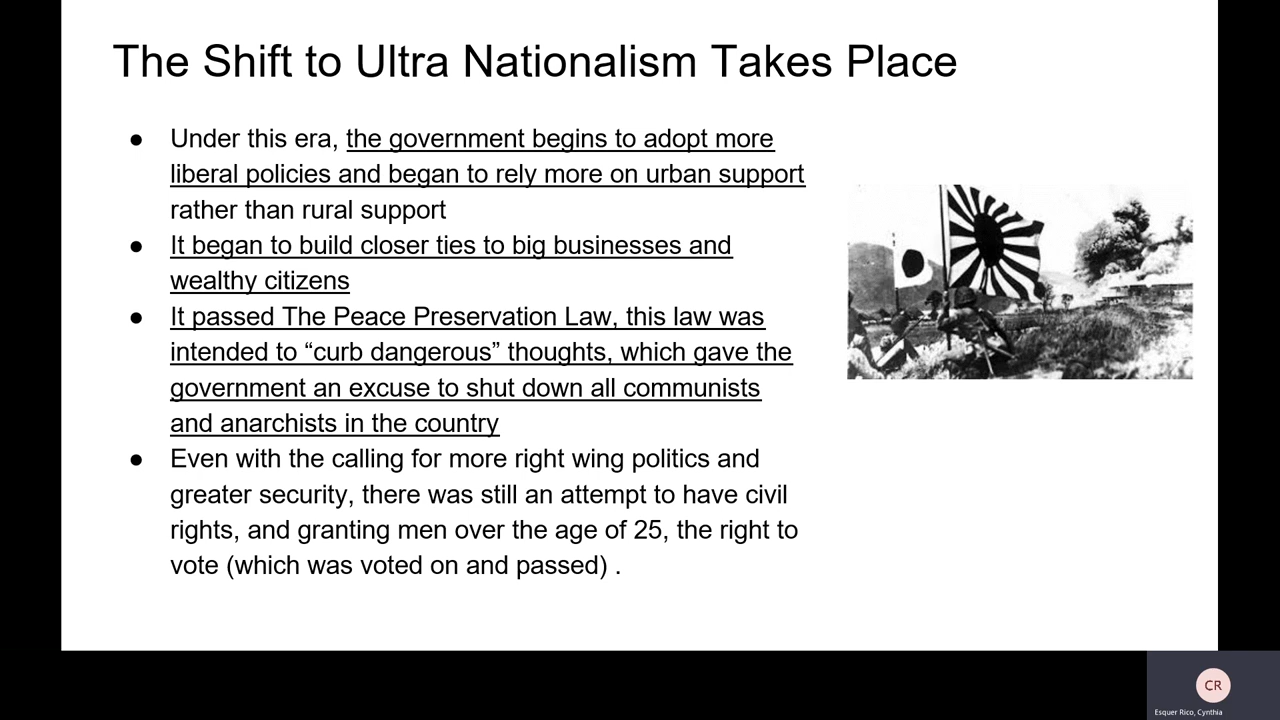 The Shift to Ultra Nationalism Takes Place
● Under this era, the government begins to adopt more
liberal policies and began to rely more on urban support
rather than rural support
● It began to build closer ties to big businesses and
wealthy citizens
● It passed The Peace Preservation Law, this law was
intended to “curb dangerous” thoughts, which gave the
government an excuse to shut down all communists
and anarchists in the country
● Even with the calling for more right wing politics and
greater security, there was still an attempt to have civil
rights, and granting men over the age of 25, the right to
vote (which was voted on and passed) .
CR
Esquer Rico, Cynthia